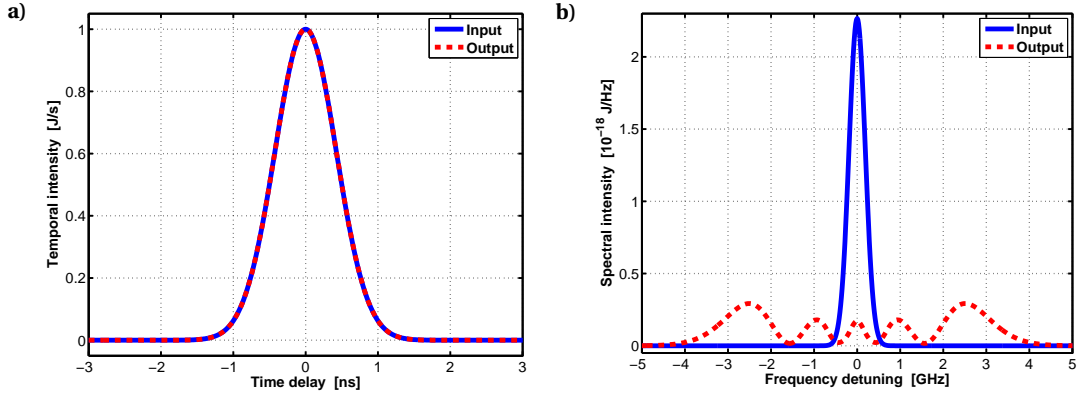 a)
Temporal intensity [J/s]
1
0.8
0.6
0.4
0.2
0
−3
−2
−1
0
1
2
3
Time delay [ns]
Input
Output
b)
Spectral intensity [10⁻¹⁸ J/Hz]
2
1.5
1
0.5
0
−5
−4
−3
−2
−1
0
1
2
3
4
5
Frequency detuning [GHz]
Input
Output